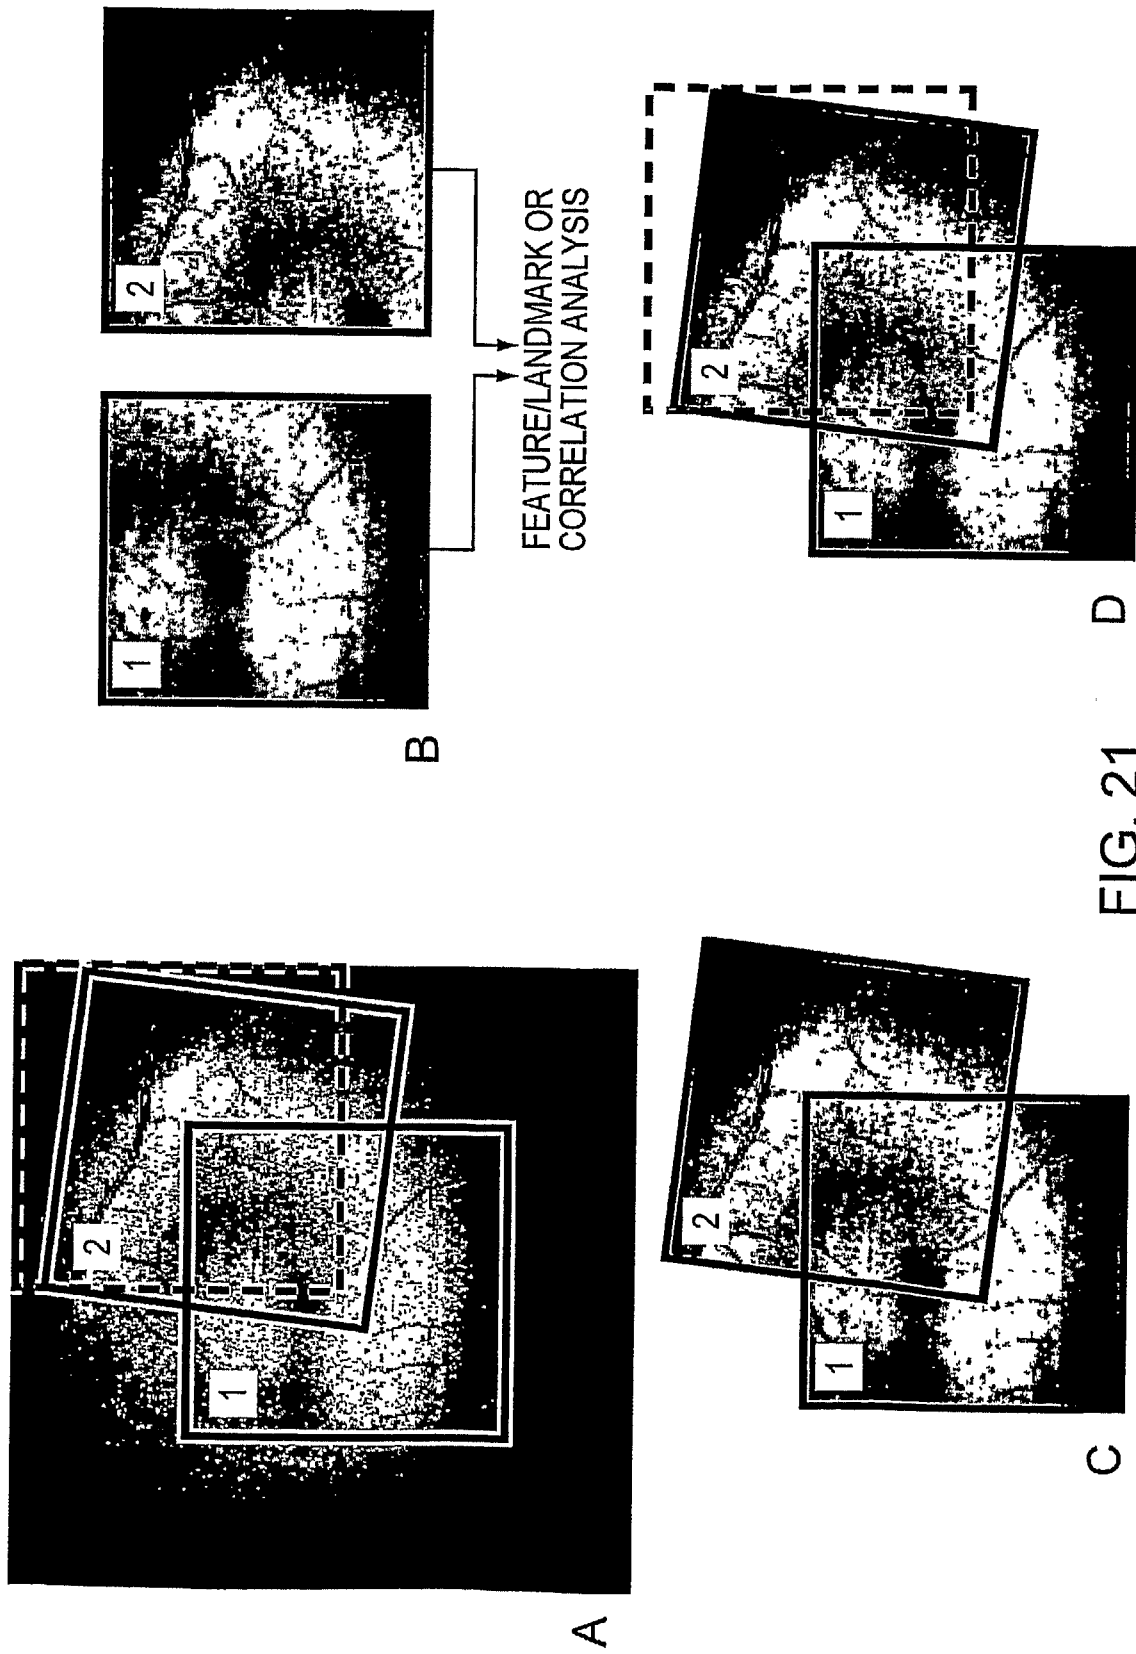 2
1
A
1
2
FEATURE/LANDMARK OR
CORRELATION ANALYSIS
B
2
1
C
2
1
D
FIG. 21